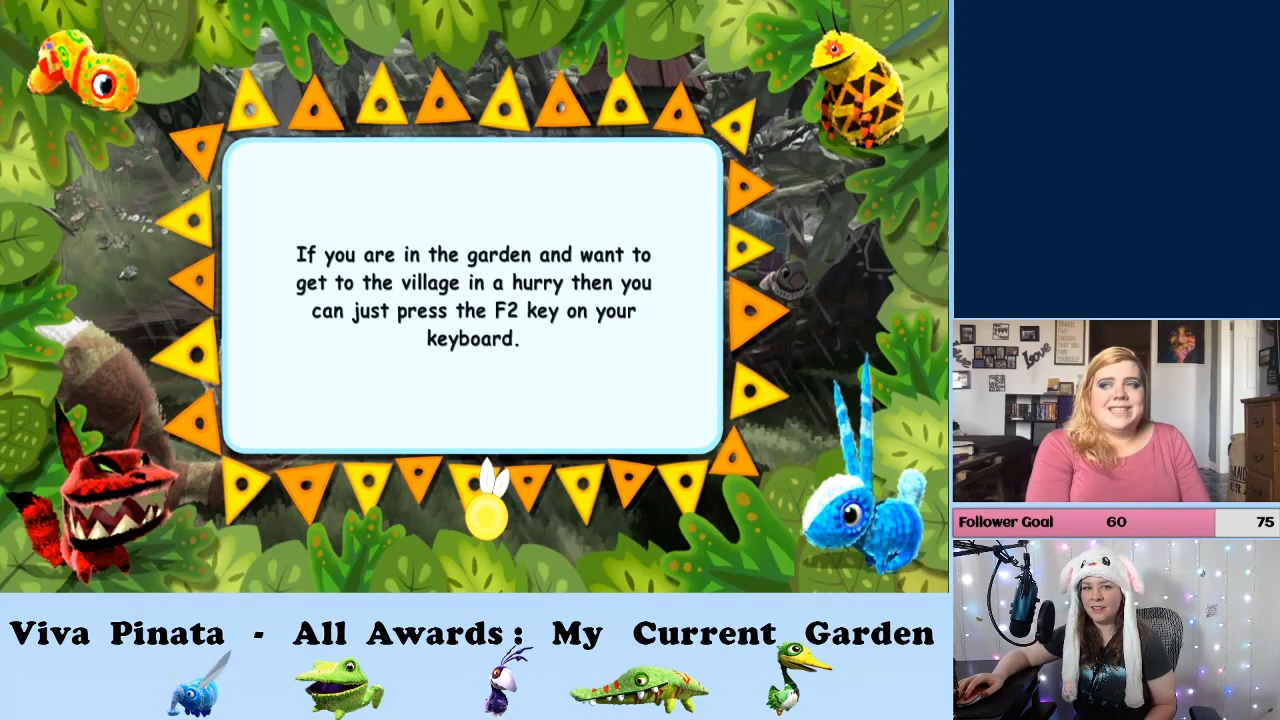 If you are in the garden and want to
get to the village in a hurry then you
can just press the F2 key on your
keyboard.
Love
Follower Goal 60 75
Viva Pinata - All Awards: My Current Garden